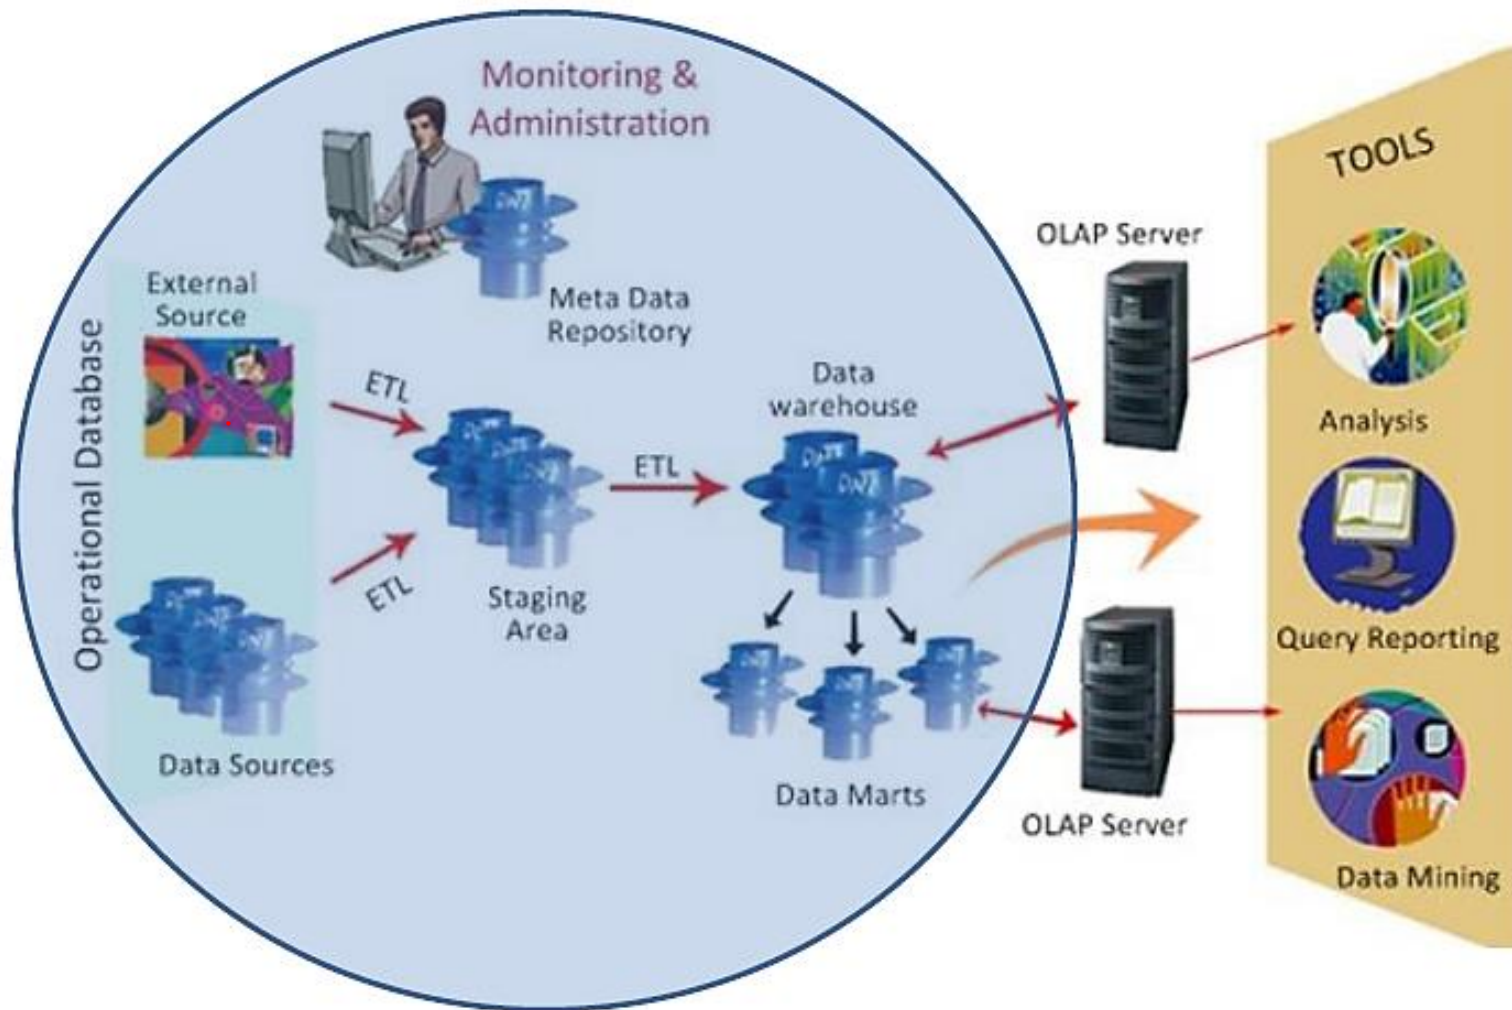 Monitoring &
Administration
Meta Data
Repository
Operational Database
External
Source
ETL
ETL
Data Sources
Staging
Area
ETL
Data
warehouse
Data Marts
OLAP Server
OLAP Server
TOOLS
Analysis
Query Reporting
Data Mining